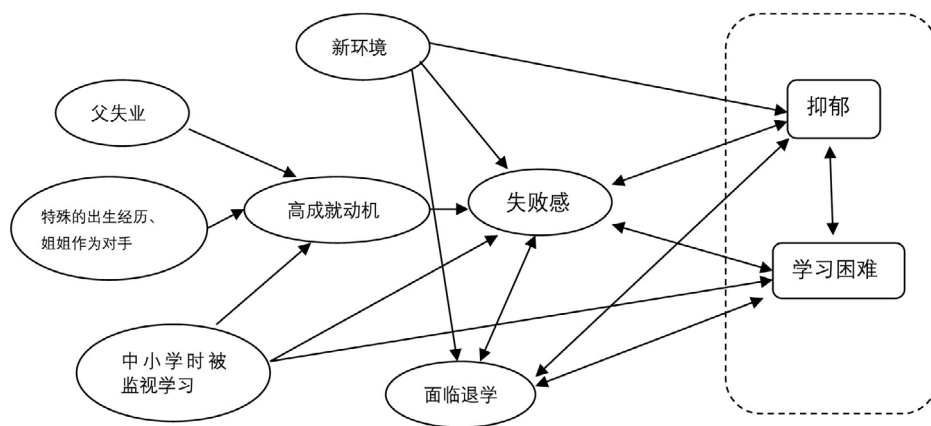 新环境
抑郁
父失业
特殊的出生经历、
姐姐作为对手
高成就动机
失败感
学习困难
中小学时被
监视学习
面临退学